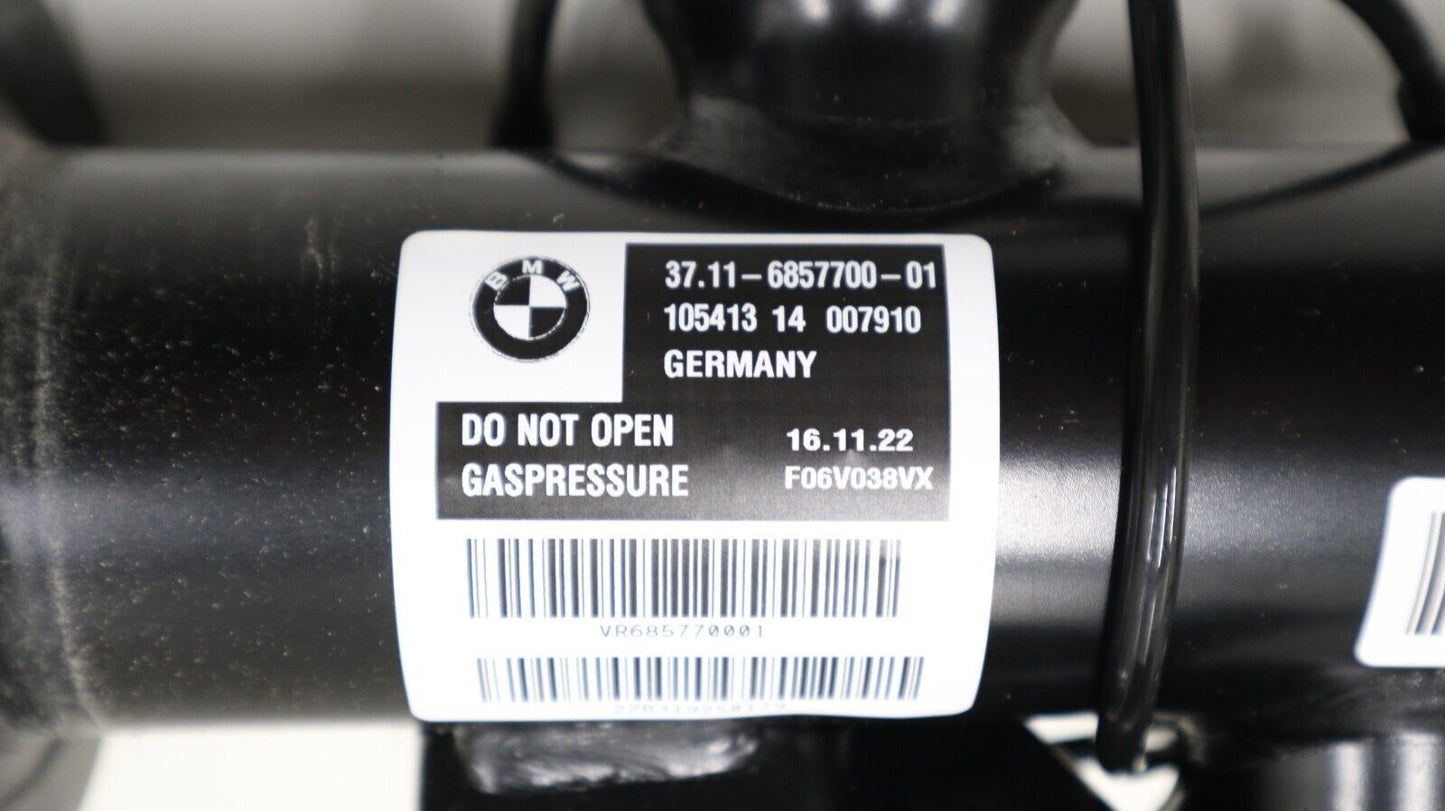 BMW
37.11-6857700-01
105413 14 007910
GERMANY
DO NOT OPEN
16.11.22
GASPRESSURE
F06V038VX
VR685770001